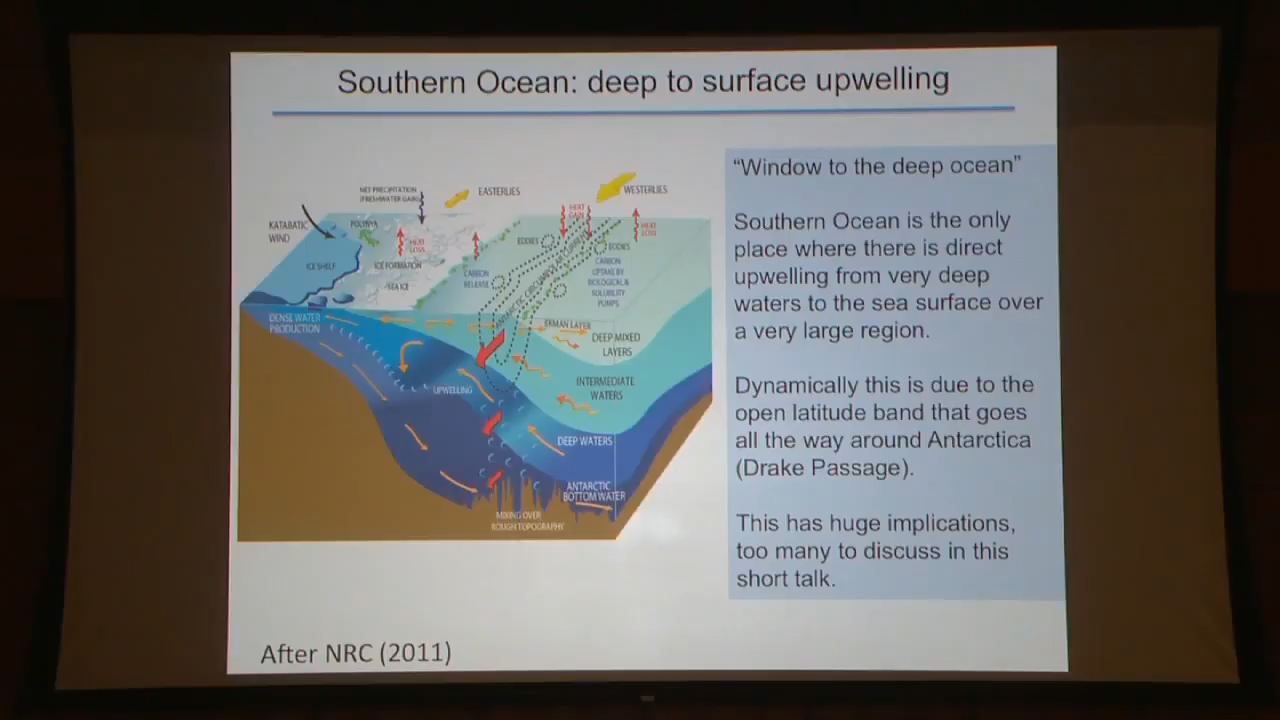 Southern Ocean: deep to surface upwelling
NET PRECIPITATION
(FRESHWATER GAIN)
EASTERLIES
WESTERLIES
KATABATIC
WIND
POLYNYA
HEAT
LOSS
HEAT
GAIN
HEAT
LOSS
EDDIES
EDDIES
ICE SHELF
ICE FORMATION
SEA ICE
CARBON
RELEASE
ANTARCTIC CIRCUMPOLAR CURRENT
CARBON
UPTAKE BY
BIOLOGICAL &
SOLUBILITY
PUMPS
DENSE WATER
PRODUCTION
EKMAN LAYER
DEEP MIXED
LAYERS
UPWELLING
INTERMEDIATE
WATERS
DEEP WATERS
ANTARCTIC
BOTTOM WATER
MIXING OVER
ROUGH TOPOGRAPHY
“Window to the deep ocean”
Southern Ocean is the only
place where there is direct
upwelling from very deep
waters to the sea surface over
a very large region.
Dynamically this is due to the
open latitude band that goes
all the way around Antarctica
(Drake Passage).
This has huge implications,
too many to discuss in this
short talk.
After NRC (2011)